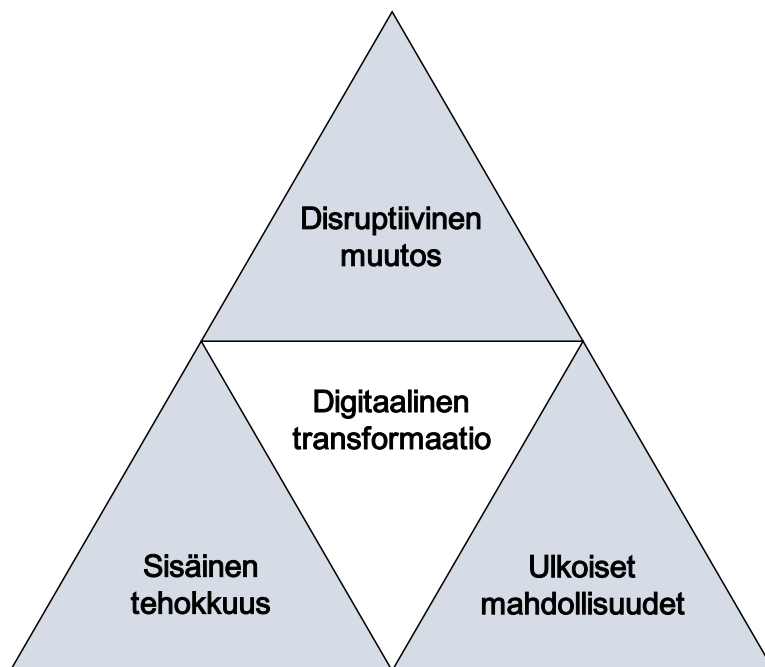 Disruptiivinen
muutos
Digitaalinen
transformaatio
Sisäinen
tehokkuus
Ulkoiset
mahdollisuudet